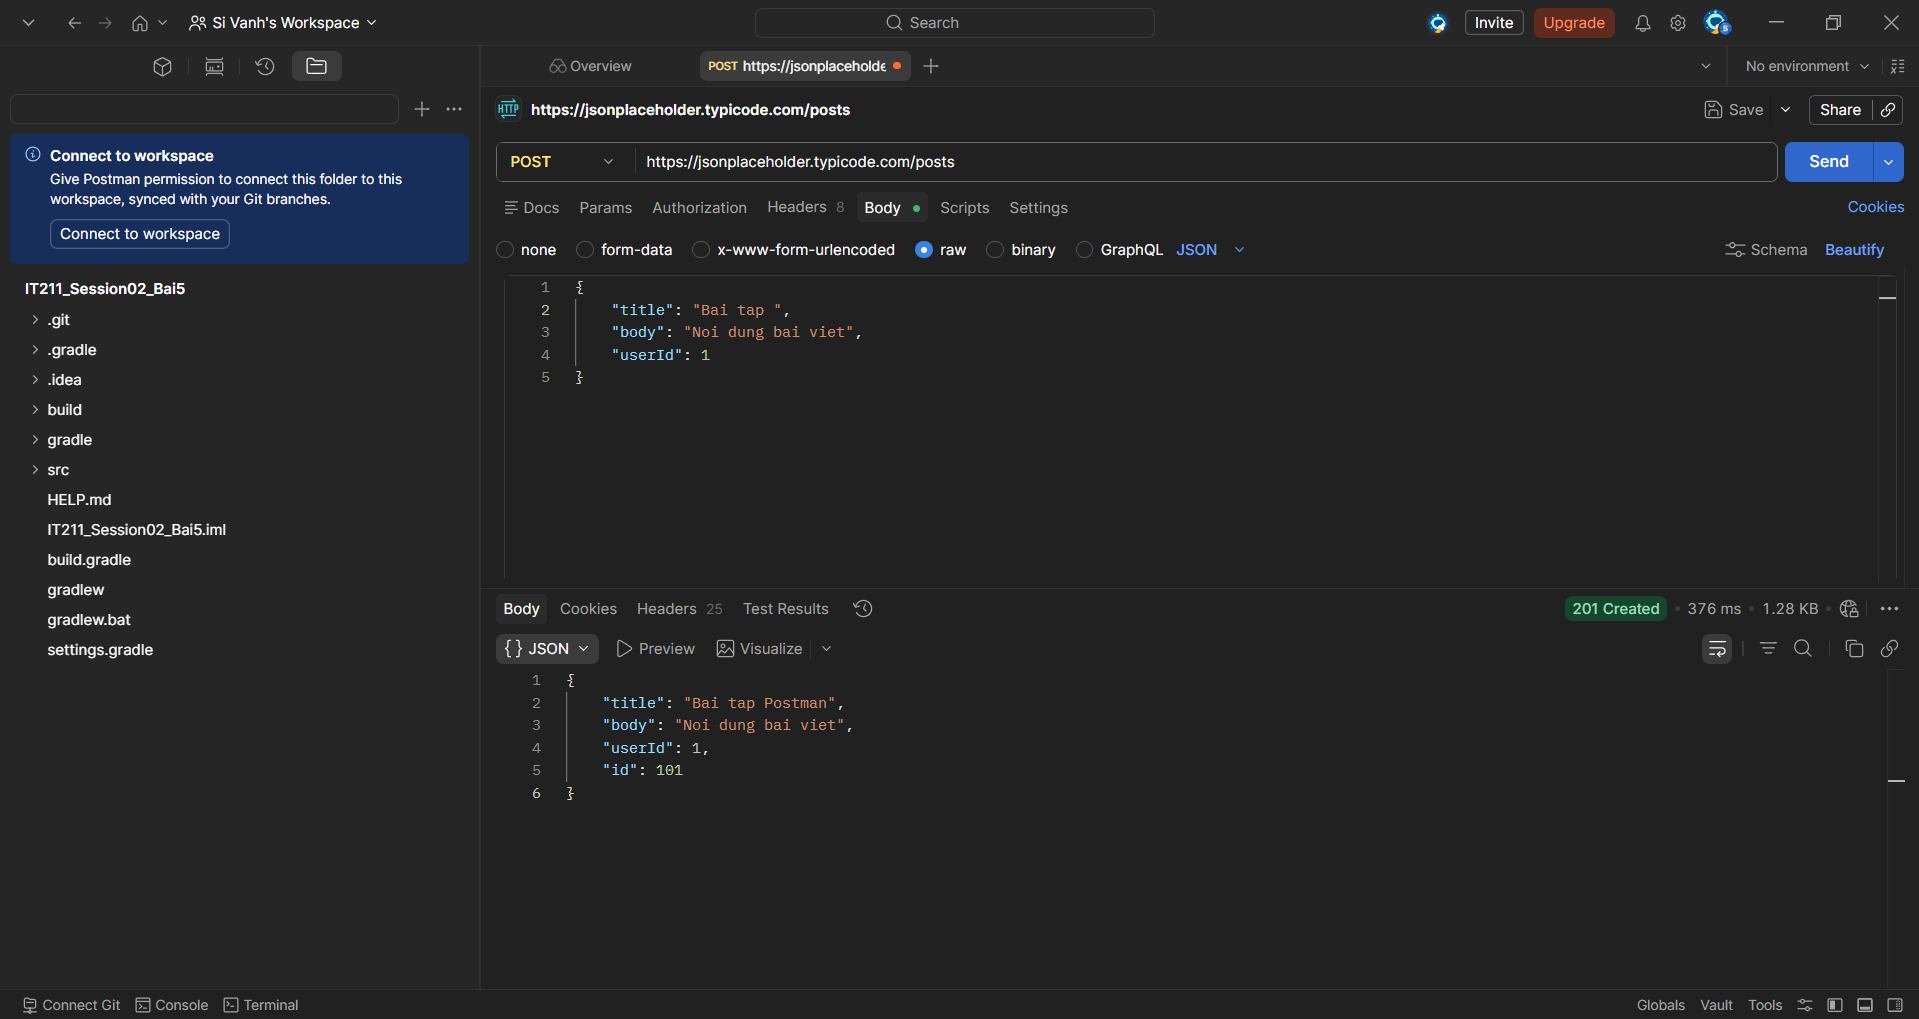 Si Vanh's Workspace
Search
Invite
Upgrade
Overview
POST https://jsonplaceholde
No environment
HTTP https://jsonplaceholder.typicode.com/posts
Save
Share
Connect to workspace
Give Postman permission to connect this folder to this
workspace, synced with your Git branches.
Connect to workspace
POST
https://jsonplaceholder.typicode.com/posts
Send
Docs
Params
Authorization
Headers 8
Body
Scripts
Settings
Cookies
none
form-data
x-www-form-urlencoded
raw
binary
GraphQL
JSON
Schema
Beautify
IT211_Session02_Bai5
.git
.gradle
.idea
build
gradle
src
HELP.md
IT211_Session02_Bai5.iml
build.gradle
gradlew
gradlew.bat
settings.gradle
1 {
2 "title": "Bai tap ",
3 "body": "Noi dung bai viet",
4 "userId": 1
5 }
Body
Cookies
Headers 25
Test Results
201 Created
376 ms
1.28 KB
{} JSON
Preview
Visualize
1 {
2 "title": "Bai tap Postman",
3 "body": "Noi dung bai viet",
4 "userId": 1,
5 "id": 101
6 }
Connect Git
Console
Terminal
Globals
Vault
Tools